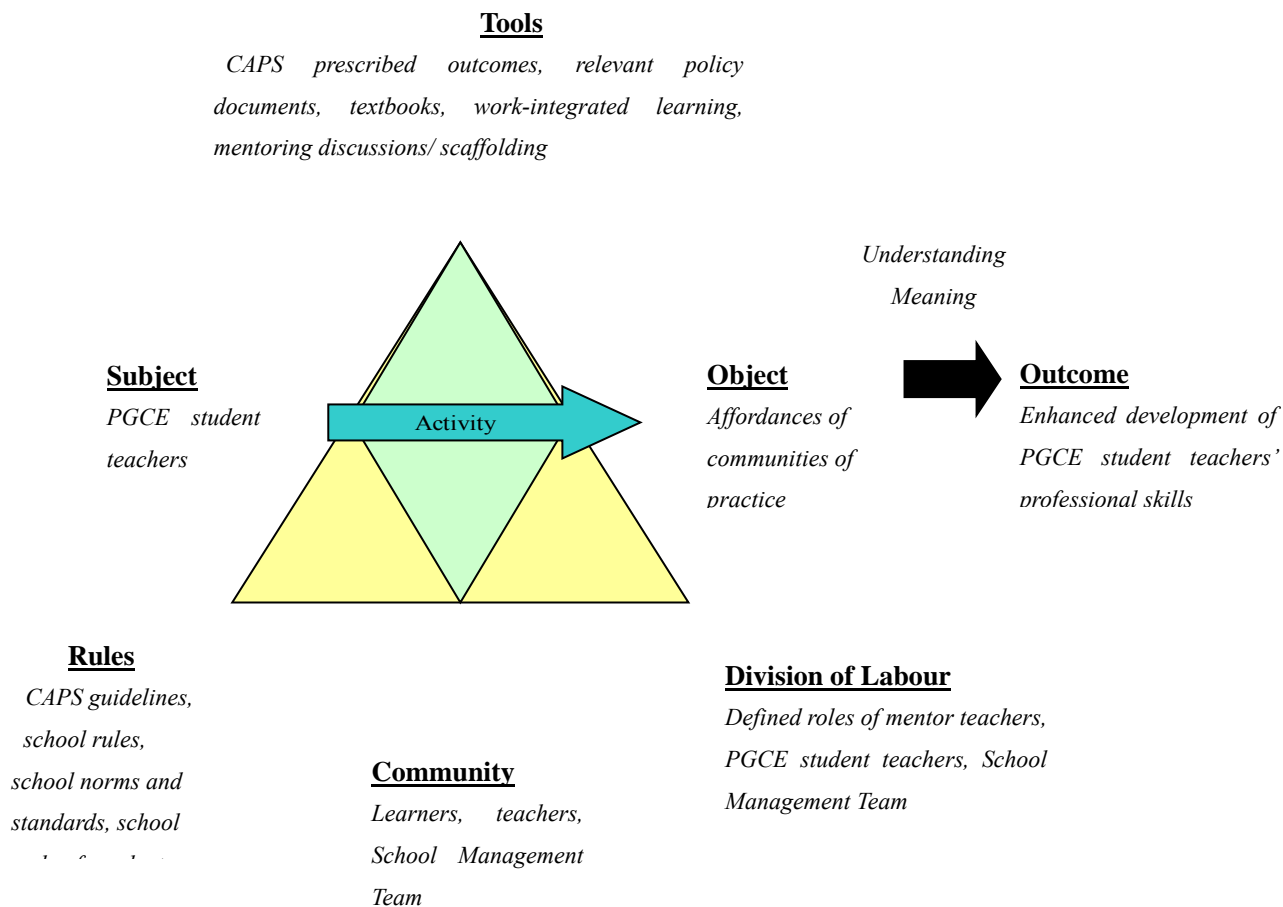 Tools
CAPS prescribed outcomes, relevant policy
documents, textbooks, work-integrated learning,
mentoring discussions/ scaffolding
Understanding
Meaning
Subject
PGCE student
teachers
Activity
Object
Affordances of
communities of
practice
Outcome
Enhanced development of
PGCE student teachers’
professional skills
Rules
CAPS guidelines,
school rules,
school norms and
standards, school
Community
Learners, teachers,
School Management
Team
Division of Labour
Defined roles of mentor teachers,
PGCE student teachers, School
Management Team